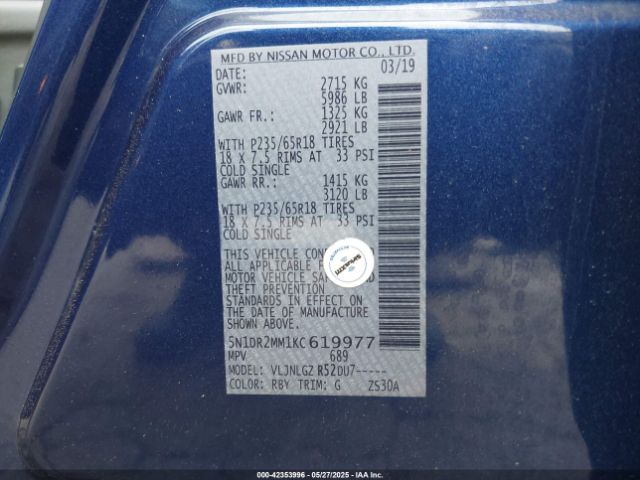 MFD BY NISSAN MOTOR CO., LTD.
DATE: 03/19
GVWR: 2715 KG
5986 LB
GAWR FR.: 1325 KG
2921 LB
WITH P235/65R18 TIRES
18 X 7.5 RIMS AT 33 PSI
COLD SINGLE
GAWR RR.: 1415 KG
3120 LB
WITH P235/65R18 TIRES
18 X 7.5 RIMS AT 33 PSI
COLD SINGLE
THIS VEHICLE
ALL APPLICABLE
MOTOR VEHICLE
THEFT PREVENTION
STANDARDS IN EFFECT ON
THE DATE OF MANUFACTURE
SHOWN ABOVE.
siriusxm
5N1DR2MM1KC619977
MPV 689
MODEL: VLJNLGZ R52DU7-----
COLOR: RBY TRIM: G ZS30A
00-42353996 - 05/27/2025 - COPYRIGHT IAA, LLC